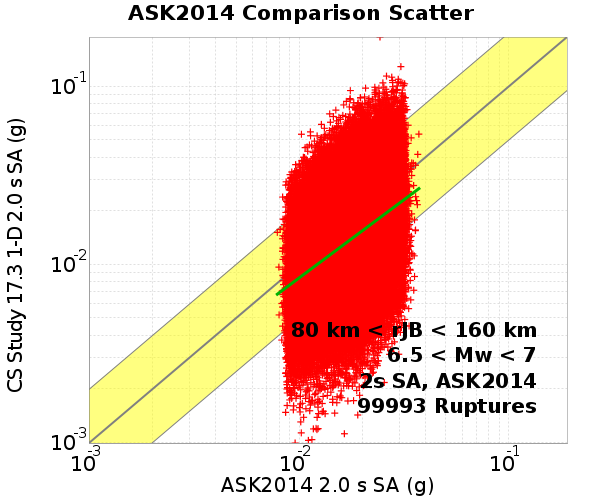 ASK2014 Comparison Scatter
CS Study 17.3 1-D 2.0 s SA (g)
10-1
10-2
10-3
80 km < rJB < 160 km
6.5 < Mw < 7
2s SA, ASK2014
99993 Ruptures
10-3 10-2 10-1
ASK2014 2.0 s SA (g)